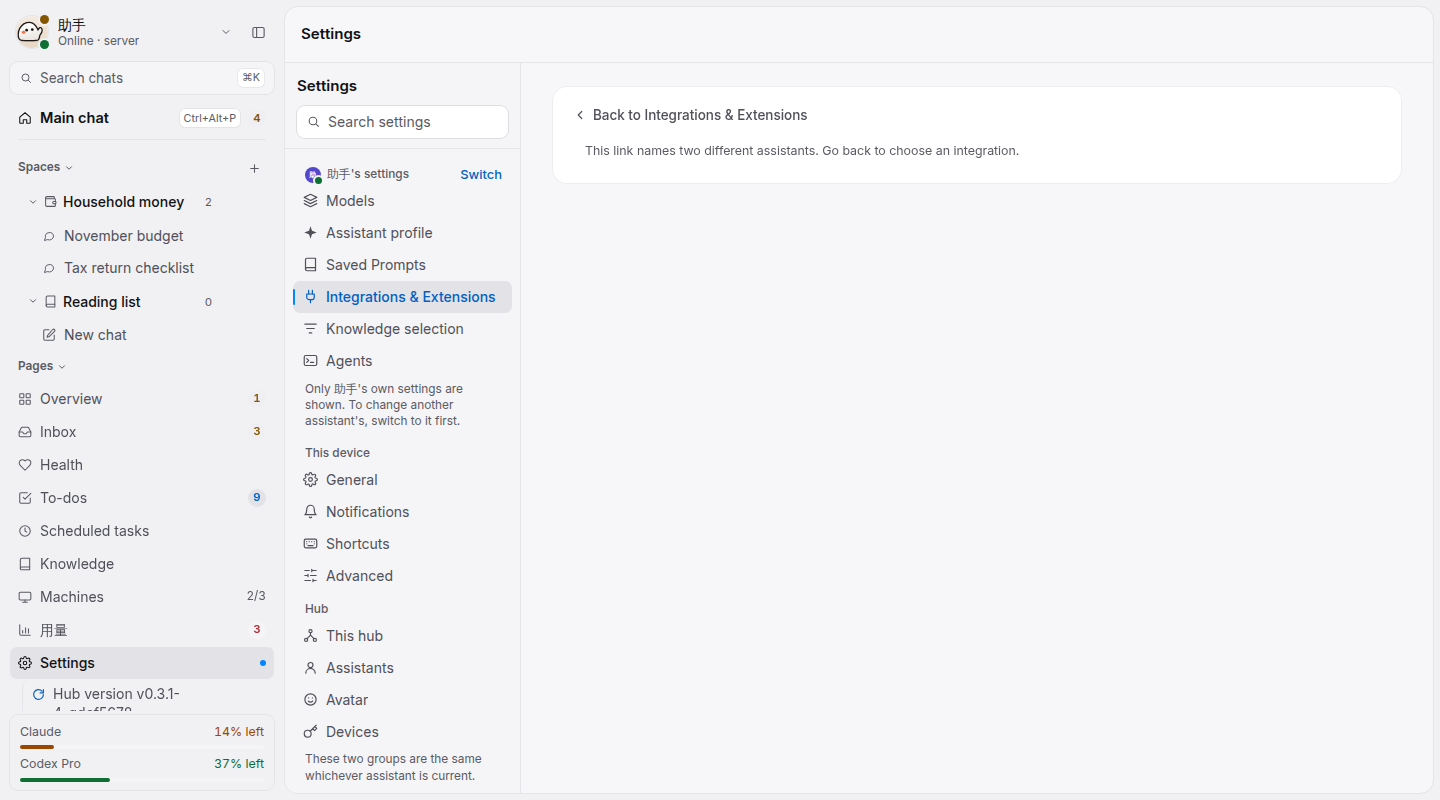 助手
Online · server
Search chats
⌘K
Main chat
Ctrl+Alt+P
4
Spaces
Household money
2
November budget
Tax return checklist
Reading list
0
New chat
Pages
Overview
1
Inbox
3
Health
To-dos
9
Scheduled tasks
Knowledge
Machines
2/3
用量
3
Settings
Hub version v0.3.1-
Claude
14% left
Codex Pro
37% left
Settings
Settings
Search settings
助手's settings
Switch
Models
Assistant profile
Saved Prompts
Integrations & Extensions
Knowledge selection
Agents
Only 助手's own settings are
shown. To change another
assistant's, switch to it first.
This device
General
Notifications
Shortcuts
Advanced
Hub
This hub
Assistants
Avatar
Devices
These two groups are the same
whichever assistant is current.
Back to Integrations & Extensions
This link names two different assistants. Go back to choose an integration.